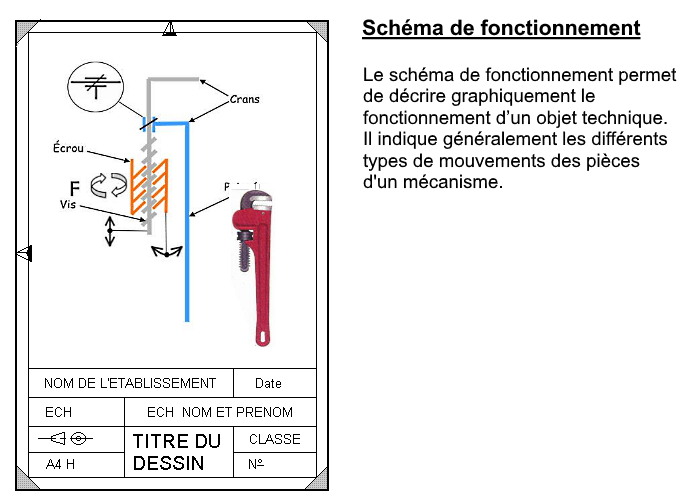 Schéma de fonctionnement
Le schéma de fonctionnement permet
de décrire graphiquement le
fonctionnement d'un objet technique.
Il indique généralement les différents
types de mouvements des pièces
d'un mécanisme.
Crans
Écrou
F
Vis
NOM DE L'ETABLISSEMENT
Date
ECH
ECH NOM ET PRENOM
TITRE DU
DESSIN
CLASSE
A4 H
Nº